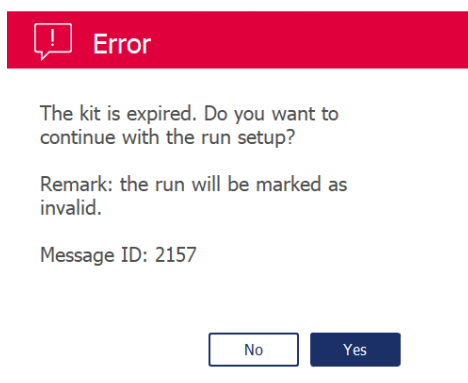 Error
The kit is expired. Do you want to
continue with the run setup?
Remark: the run will be marked as
invalid.
Message ID: 2157
No
Yes